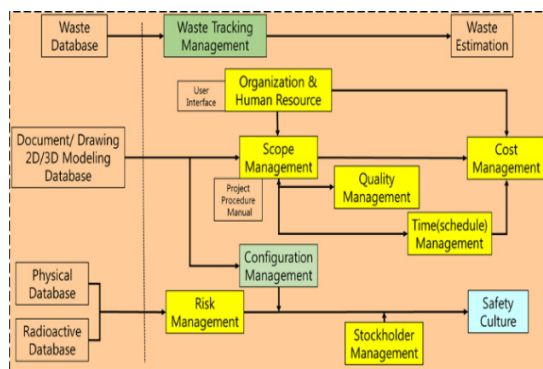 Waste
Database
Waste Tracking
Management
Waste
Estimation
User
Interface
Organization &
Human Resource
Document/ Drawing
2D/3D Modeling
Database
Scope
Management
Cost
Management
Project
Procedure
Manual
Quality
Management
Time(schedule)
Management
Configuration
Management
Physical
Database
Radioactive
Database
Risk
Management
Stockholder
Management
Safety
Culture